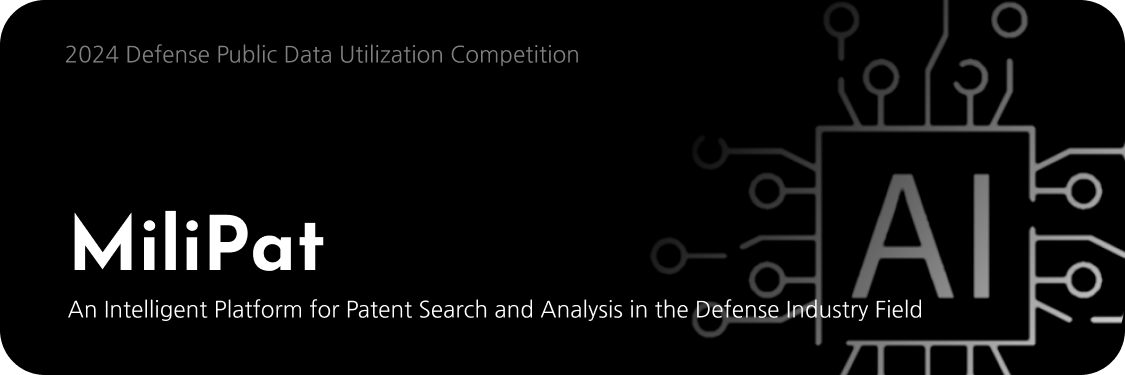 2024 Defense Public Data Utilization Competition
AI
MiliPat
An Intelligent Platform for Patent Search and Analysis in the Defense Industry Field